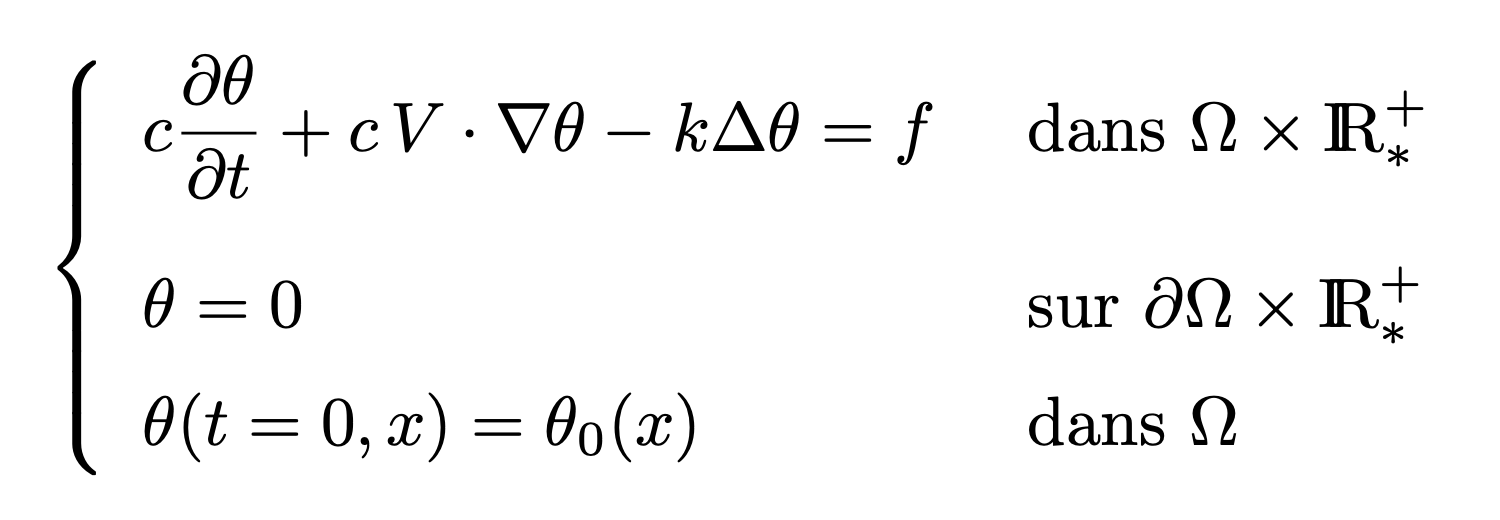 c ∂θ/∂t + c V · ∇θ − kΔθ = f dans Ω × ℝ⁺∗
θ = 0 sur ∂Ω × ℝ⁺∗
θ(t = 0, x) = θ₀(x) dans Ω